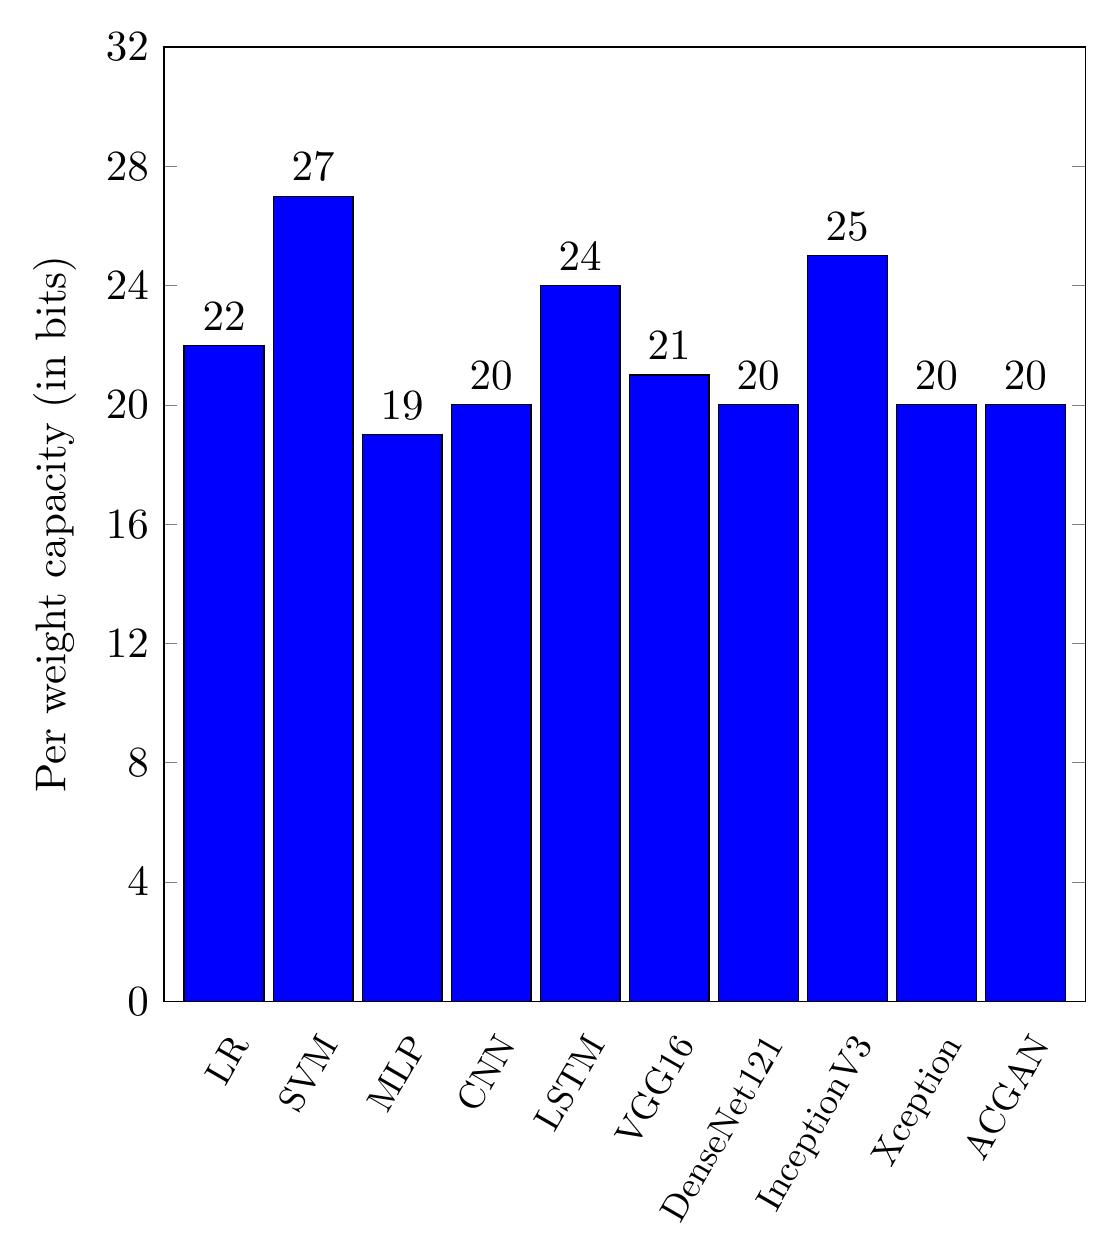 32
28
24
20
16
12
8
4
0
Per weight capacity (in bits)
22
27
19
20
24
21
20
25
20
20
LR
SVM
MLP
CNN
LSTM
VGG16
DenseNet121
InceptionV3
Xception
ACGAN